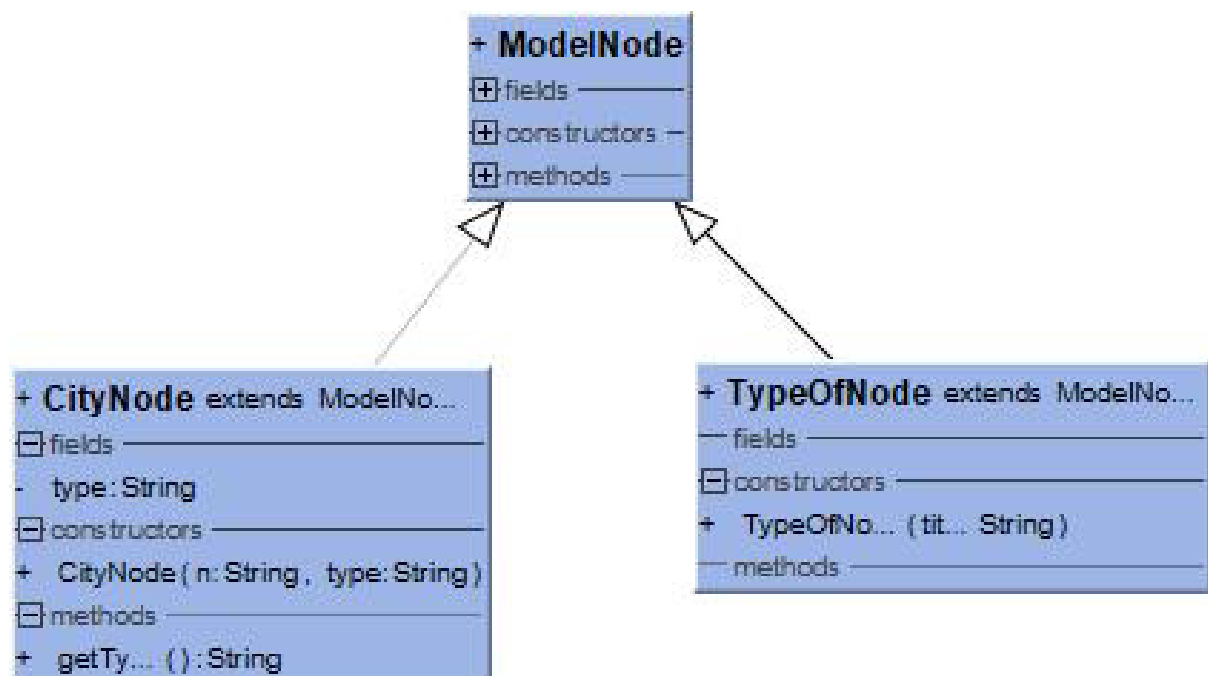 + ModelNode
fields
constructors
methods
+ CityNode extends ModelNo...
fields
- type:String
constructors
+ CityNode(n:String, type:String)
methods
+ getTy... ():String
+ TypeOfNode extends ModelNo...
fields
constructors
+ TypeOfNo... (tit... String)
methods